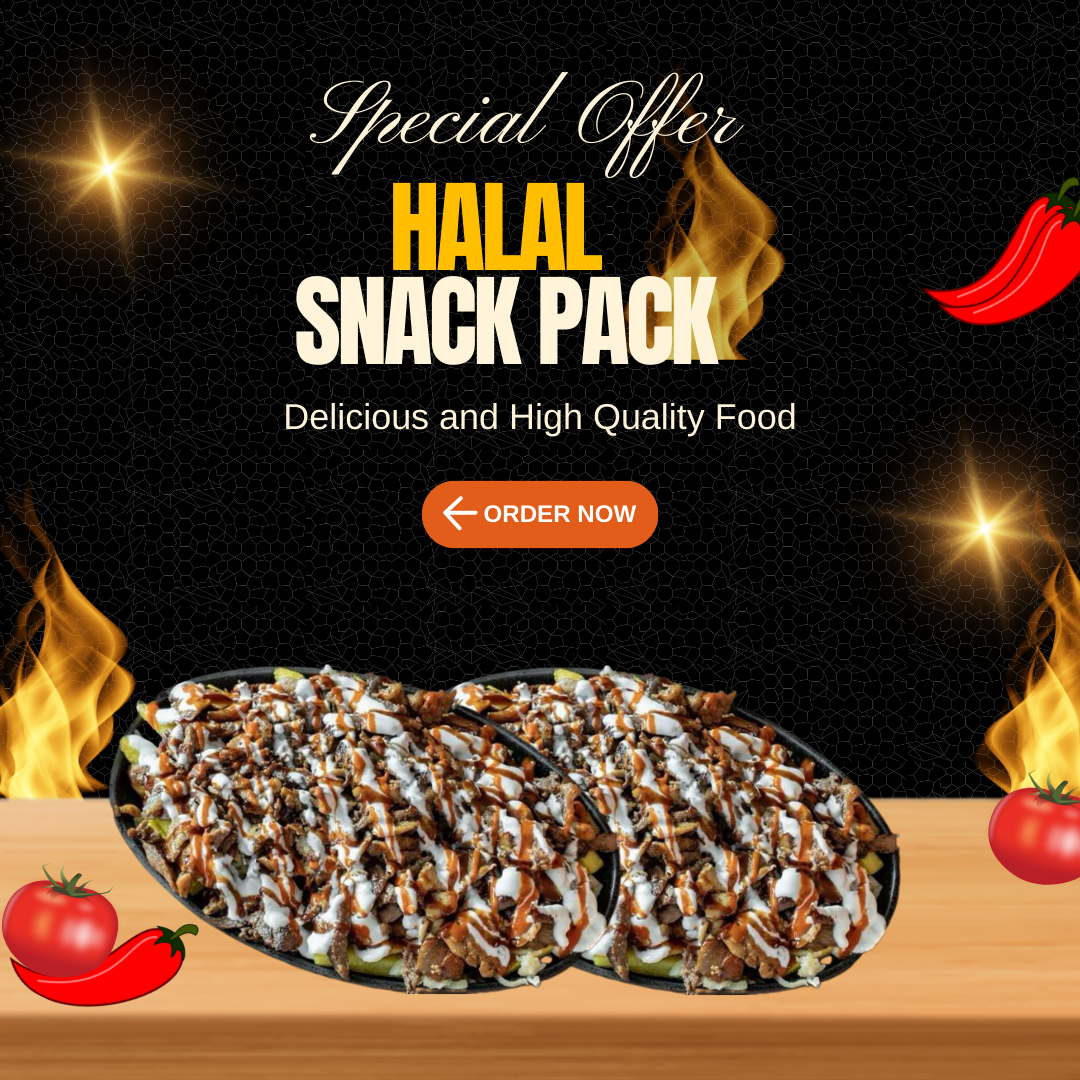 Special Offer
HALAL
SNACK PACK
Delicious and High Quality Food
ORDER NOW